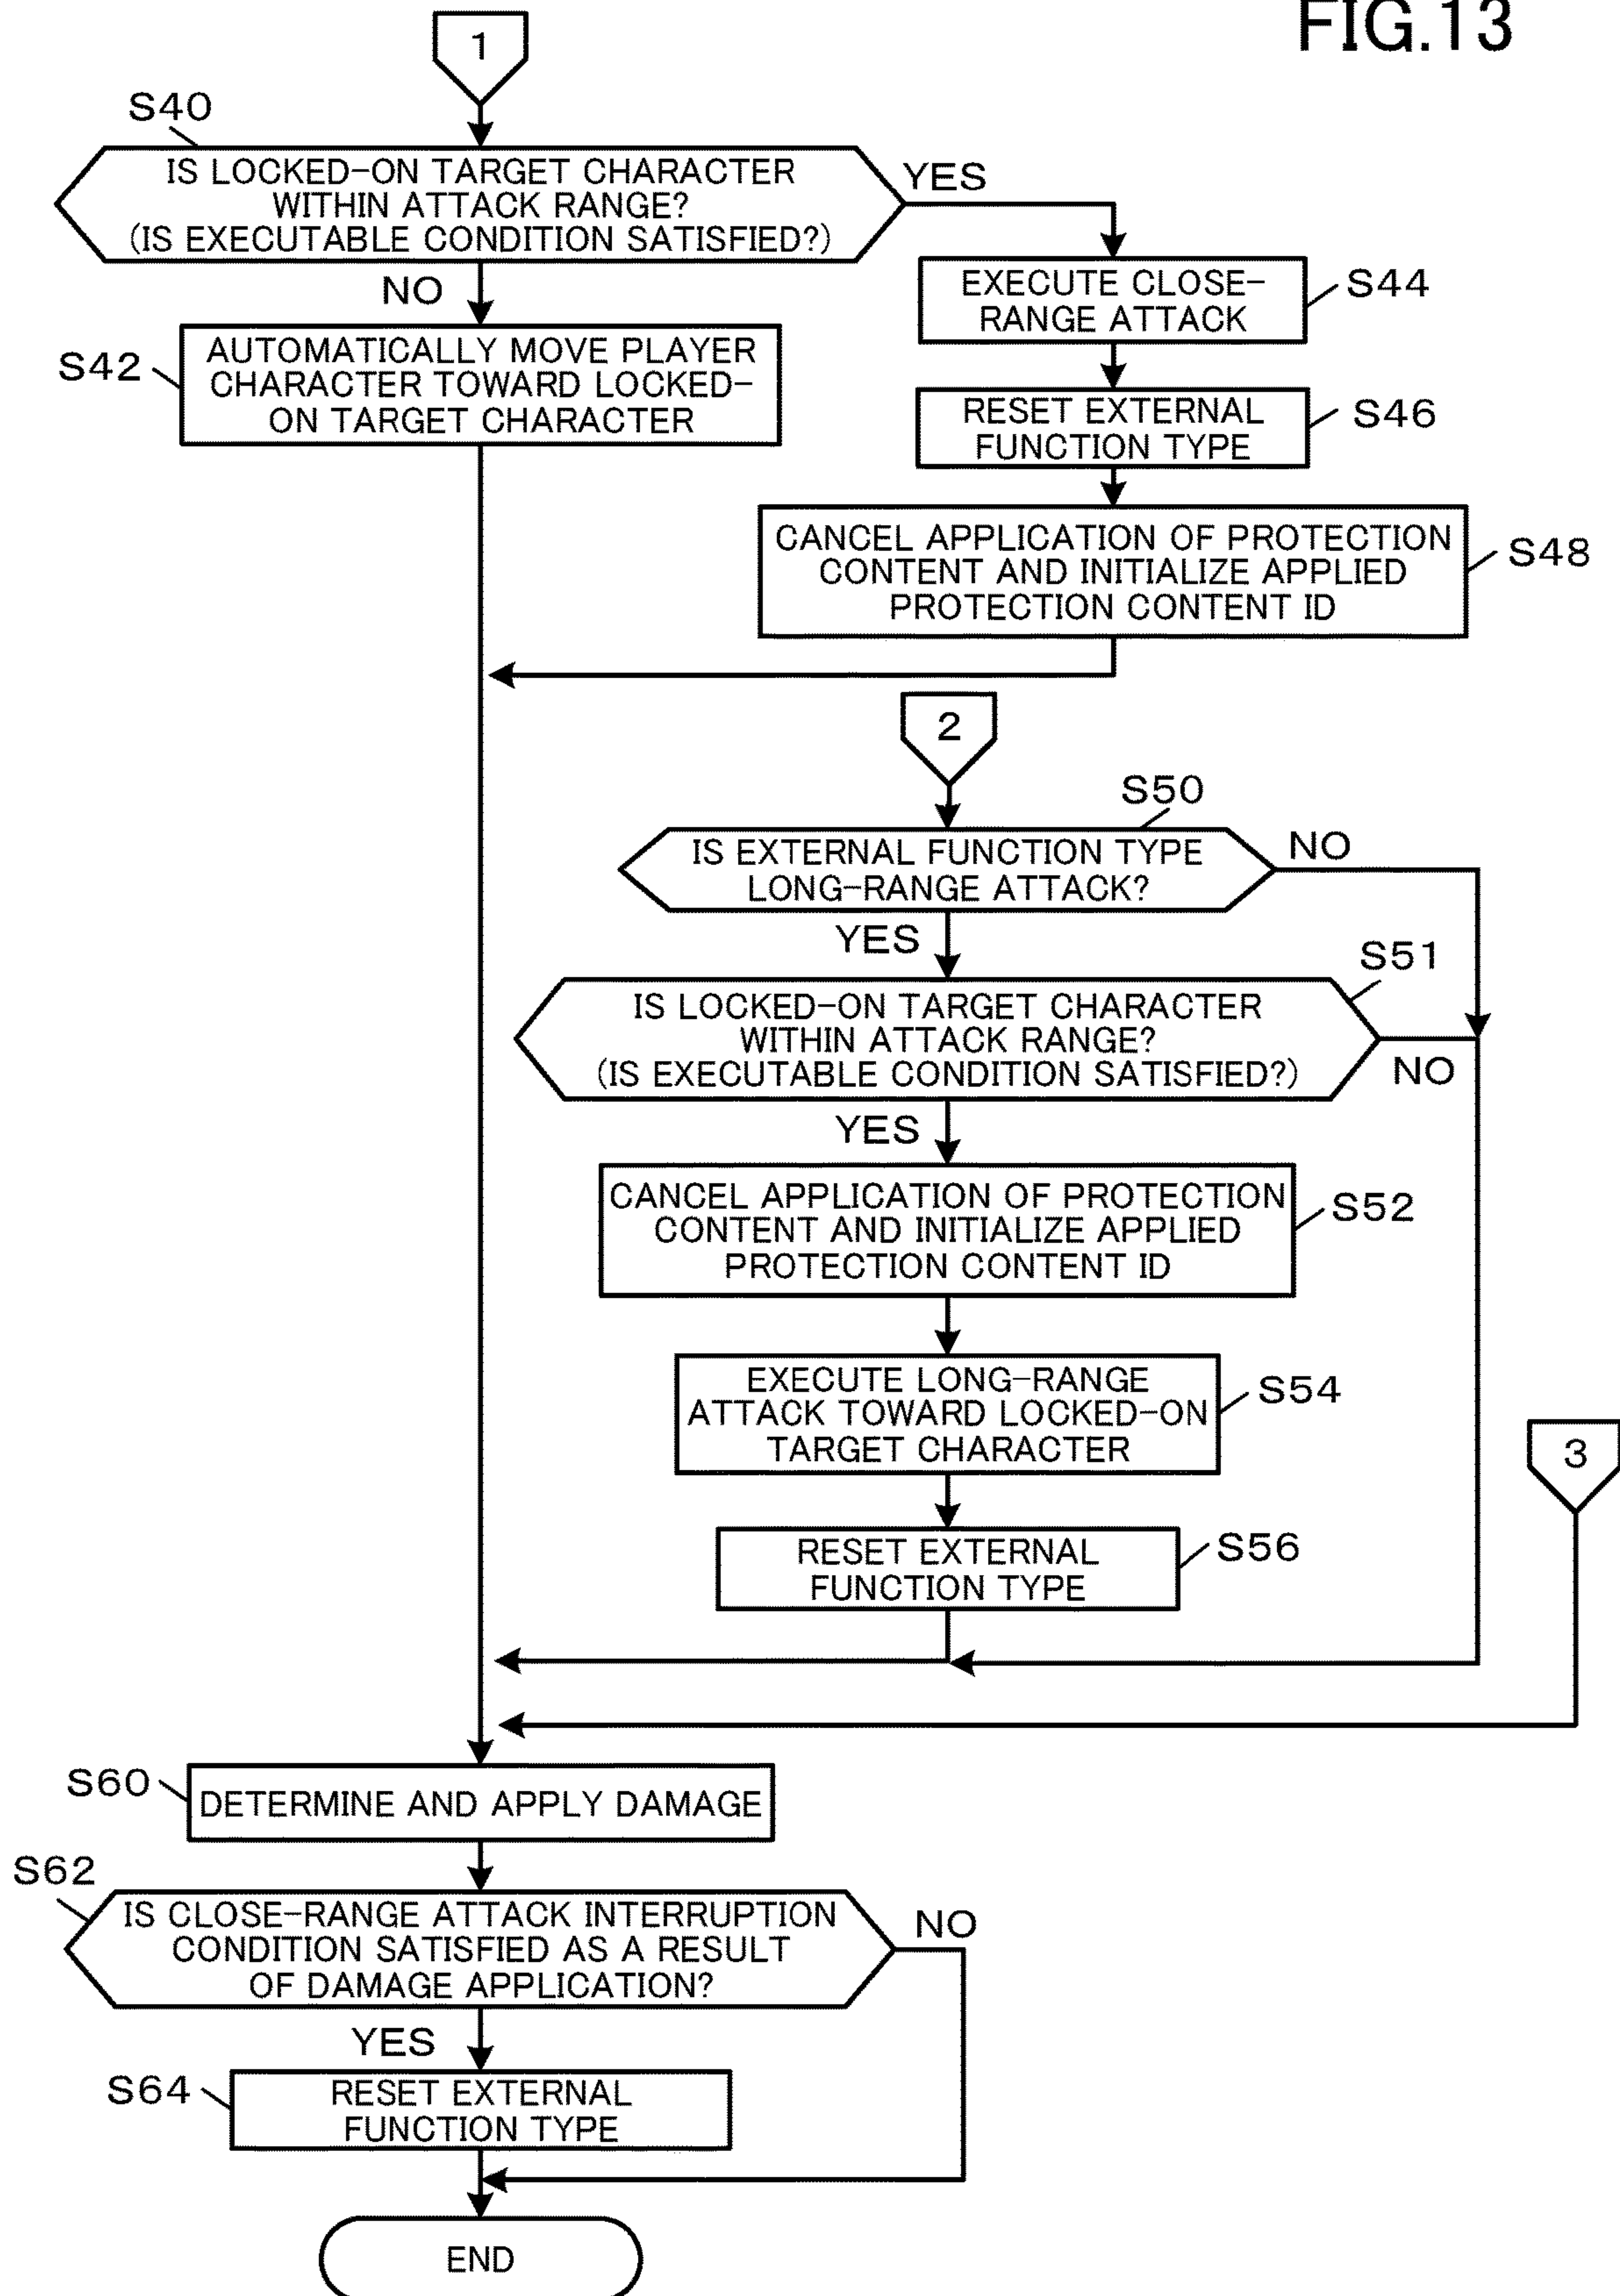 FIG.13
1
S40
IS LOCKED-ON TARGET CHARACTER
WITHIN ATTACK RANGE?
(IS EXECUTABLE CONDITION SATISFIED?)
YES
NO
EXECUTE CLOSE-
RANGE ATTACK
S44
S42
AUTOMATICALLY MOVE PLAYER
CHARACTER TOWARD LOCKED-
ON TARGET CHARACTER
RESET EXTERNAL
FUNCTION TYPE
S46
CANCEL APPLICATION OF PROTECTION
CONTENT AND INITIALIZE APPLIED
PROTECTION CONTENT ID
S48
2
S50
IS EXTERNAL FUNCTION TYPE
LONG-RANGE ATTACK?
NO
YES
S51
IS LOCKED-ON TARGET CHARACTER
WITHIN ATTACK RANGE?
(IS EXECUTABLE CONDITION SATISFIED?)
NO
YES
CANCEL APPLICATION OF PROTECTION
CONTENT AND INITIALIZE APPLIED
PROTECTION CONTENT ID
S52
EXECUTE LONG-RANGE
ATTACK TOWARD LOCKED-ON
TARGET CHARACTER
S54
3
RESET EXTERNAL
FUNCTION TYPE
S56
S60
DETERMINE AND APPLY DAMAGE
S62
IS CLOSE-RANGE ATTACK INTERRUPTION
CONDITION SATISFIED AS A RESULT
OF DAMAGE APPLICATION?
NO
YES
S64
RESET EXTERNAL
FUNCTION TYPE
END